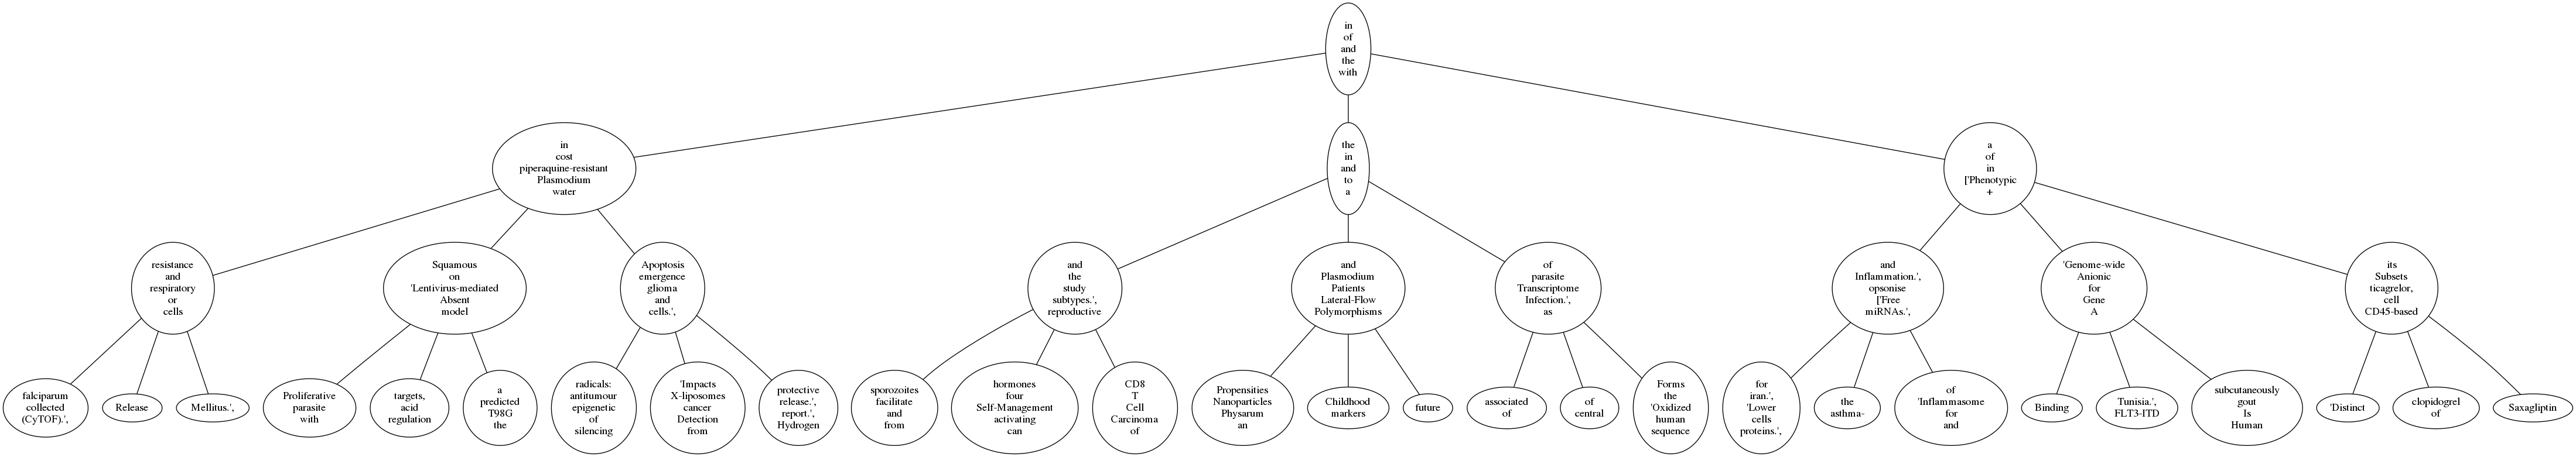 in
of
and
the
with
in
cost
piperaquine-resistant
Plasmodium
water
the
in
and
to
a
a
of
in
['Phenotypic
+
resistance
and
respiratory
or
cells
Squamous
on
'Lentivirus-mediated
Absent
model
Apoptosis
emergence
glioma
and
cells.',
and
the
study
subtypes.',
reproductive
and
Plasmodium
Patients
Lateral-Flow
Polymorphisms
of
parasite
Transcriptome
Infection.',
as
and
Inflammation.',
opsonise
['Free
miRNAs.',
'Genome-wide
Anionic
for
Gene
A
its
Subsets
ticagrelor,
cell
CD45-based
falciparum
collected
(CyTOF).',
Release
Mellitus.',
Proliferative
parasite
with
targets,
acid
regulation
a
predicted
T98G
the
radicals:
antitumour
epigenetic
of
silencing
'Impacts
X-liposomes
cancer
Detection
from
protective
release.',
report.',
Hydrogen
sporozoites
facilitate
and
from
hormones
four
Self-Management
activating
can
CD8
T
Cell
Carcinoma
of
Propensities
Nanoparticles
Physarum
an
Childhood
markers
future
associated
of
of
central
Forms
the
'Oxidized
human
sequence
for
iran.',
'Lower
cells
proteins.',
the
asthma-
of
'Inflammasome
for
and
Binding
Tunisia.',
FLT3-ITD
subcutaneously
gout
Is
Human
'Distinct
clopidogrel
of
Saxagliptin